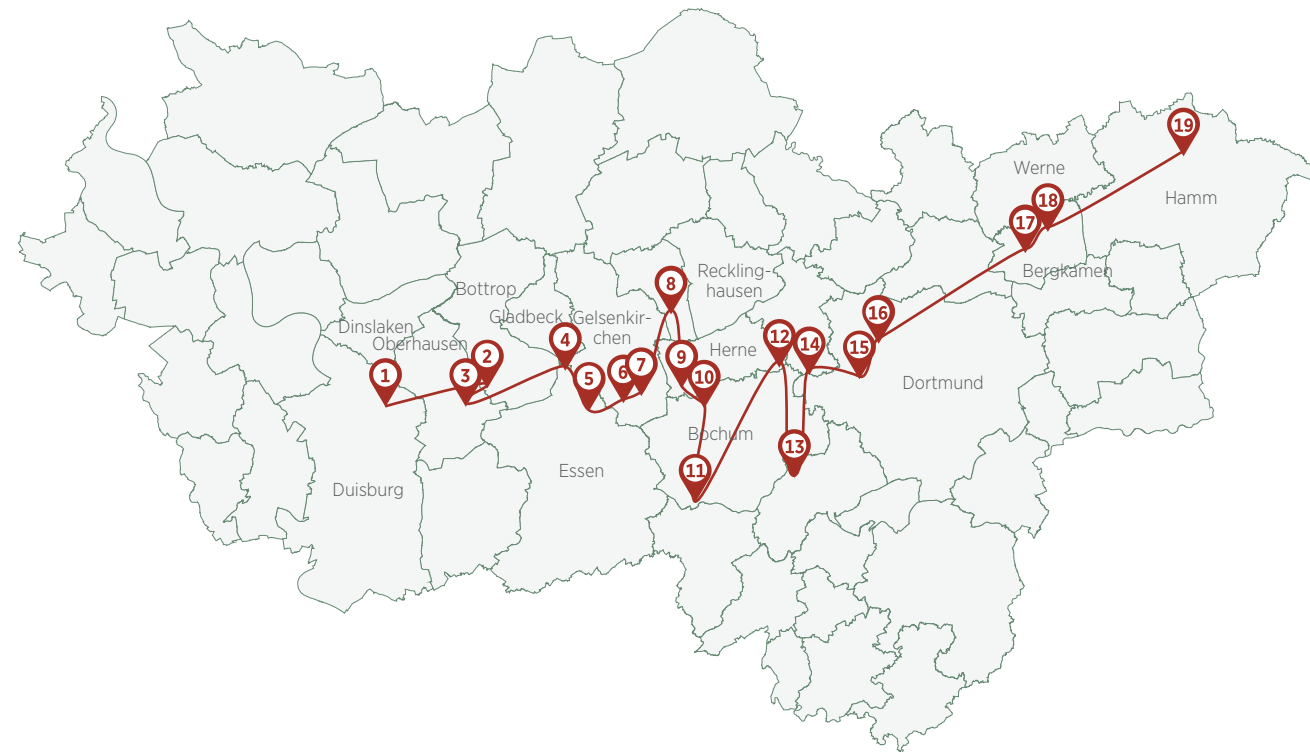 19
Werne
18
Hamm
17
Reckling-
hausen
Bergkamen
8
Bottrop
16
Gladbeck
Gelsenkir-
chen
Dinslaken
Oberhausen
4
12
Herne
14
15
2
9
7
1
3
5
6
10
Dortmund
Bochum
13
11
Essen
Duisburg